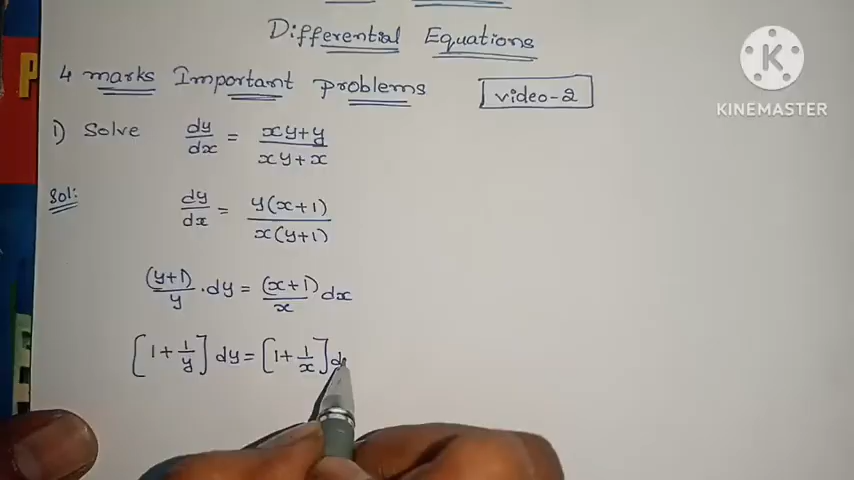 Differential Equations
4 marks Important Problems
video-2
K
KINEMASTER
P
1) Solve dy/dx = xy+y / xy+x
Sol: dy/dx = y(x+1) / x(y+1)
(y+1)/y . dy = (x+1)/x dx
[1+1/y] dy = [1+1/x] d